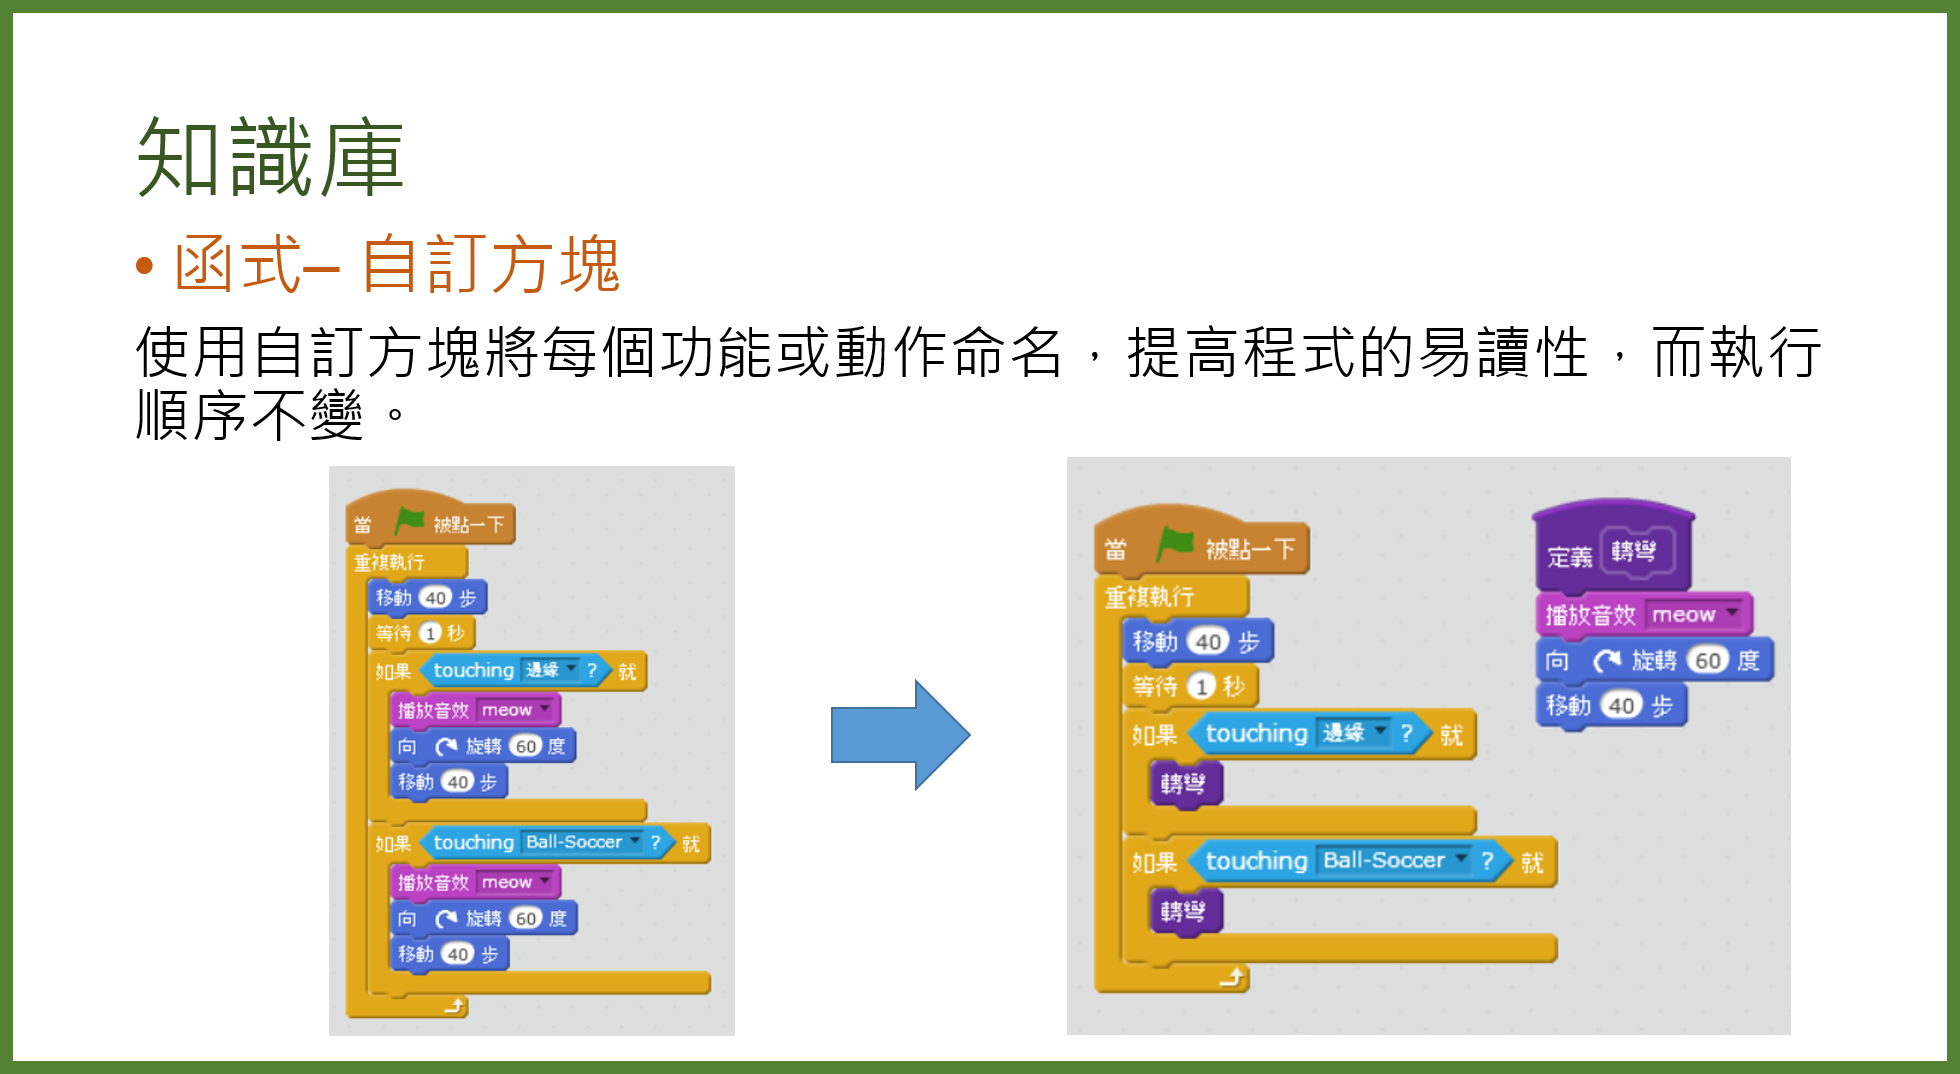 知識庫
• 函式– 自訂方塊
使用自訂方塊將每個功能或動作命名，提高程式的易讀性，而執行
順序不變。
當 被點一下
重複執行
移動 40 步
等待 1 秒
如果 touching 邊緣 ? 就
播放音效 meow
向 旋轉 60 度
移動 40 步
如果 touching Ball-Soccer ? 就
播放音效 meow
向 旋轉 60 度
移動 40 步
當 被點一下
重複執行
移動 40 步
等待 1 秒
如果 touching 邊緣 ? 就
轉彎
如果 touching Ball-Soccer ? 就
轉彎
定義 轉彎
播放音效 meow
向 旋轉 60 度
移動 40 步